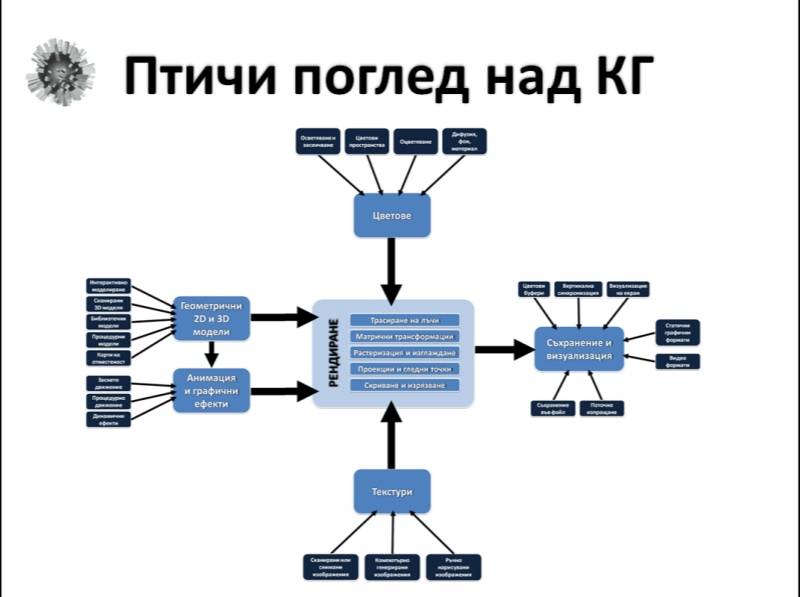 Птичи поглед над КГ
Осветяване и
засенчване
Цветови
пространства
Оцветяване
Дифузия,
фон,
материал
Цветове
Интерактивно
моделиране
Сканирани
3D модели
Библиотечни
модели
Процедурни
модели
Карти на
отместеност
Геометрични
2D и 3D
модели
Заснето
движение
Процедурно
движение
Динамични
ефекти
Анимация
и графични
ефекти
РЕНДИРАНЕ
Трасиране на лъчи
Матрични трансформации
Растеризация и изглаждане
Проекции и гледни точки
Скриване и изрязване
Цветови
буфери
Вертикална
синхронизация
Визуализация
на екран
Съхранение и
визуализация
Статични
графични
формати
Видео
формати
Съхранение
във файл
Поточно
изпращане
Текстури
Сканирани или
снимани
изображения
Компютърно
генерирани
изображения
Ръчно
нарисувани
изображения